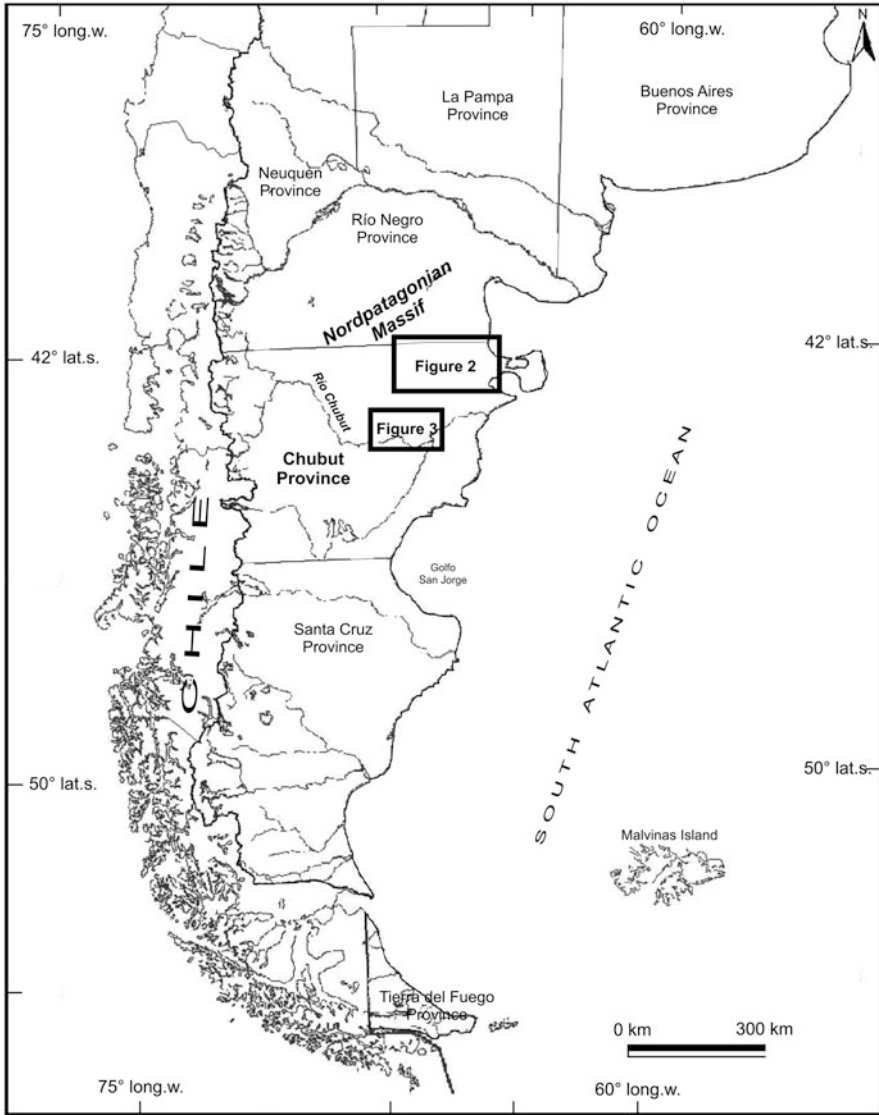 75° long.w.
60° long.w.
N
La Pampa
Province
Buenos Aires
Province
Neuquén
Province
Río Negro
Province
Nordpatagonian
Massif
42° lat.s.
42° lat.s.
Figure 2
Río Chubut
Figure 3
Chubut
Province
CHILE
Golfo
San Jorge
Santa Cruz
Province
SOUTH ATLANTIC OCEAN
50° lat.s.
50° lat.s.
Malvinas Island
Tierra del Fuego
Province
0 km
300 km
75° long.w.
60° long.w.